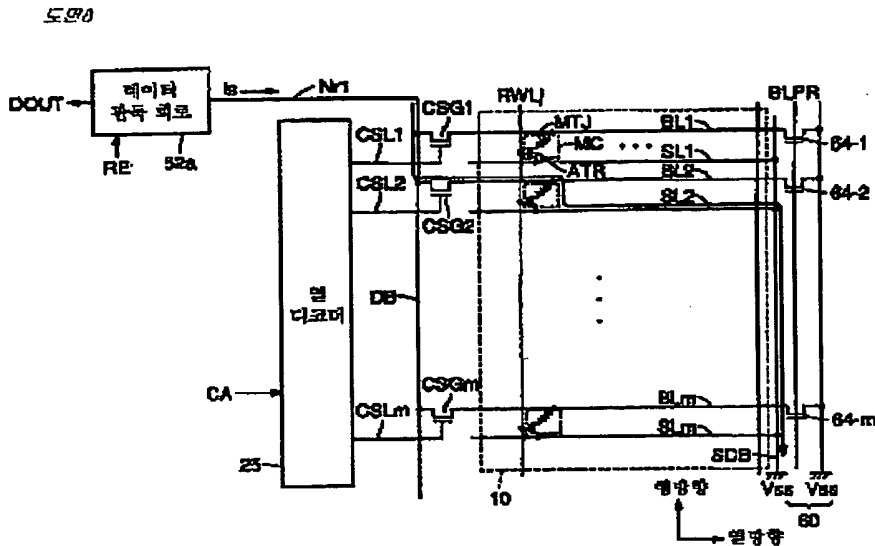 도면8
데이터
판독 회로
DOUT
RE
52a
Is
Nr1
RWLj
BLPR
CSG1
MTJ
BL1
CSL1
MC
64-1
SL1
ATR
BL2
CSL2
64-2
CSG2
SL2
DB
열
디코더
CA
CSGm
CSLm
BLm
SLm
64-m
SDB
25
10
행방향
Vss
Vss
60
열방향